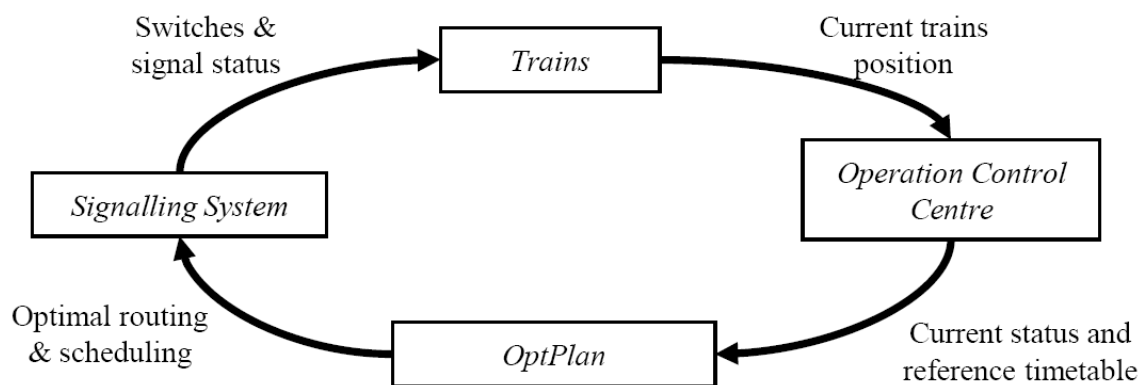 Switches &
signal status
Trains
Current trains
position
Signalling System
Operation Control
Centre
Optimal routing
& scheduling
OptPlan
Current status and
reference timetable